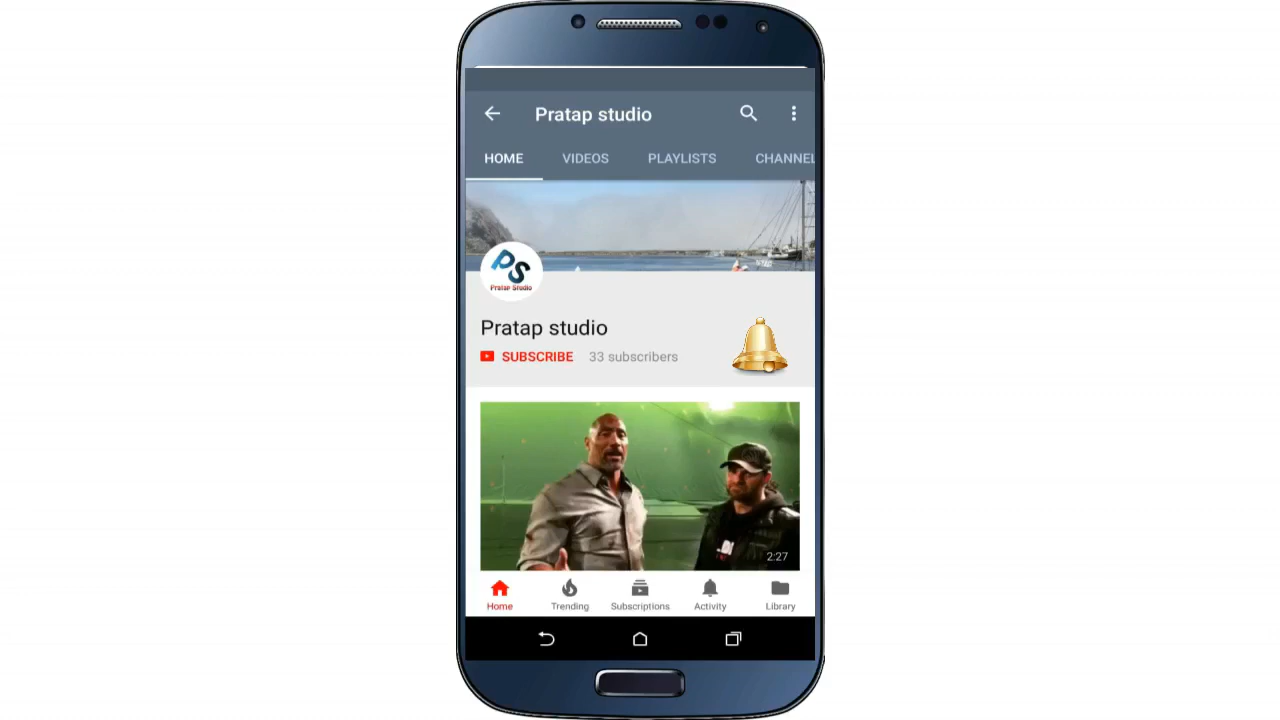 Pratap studio
HOME VIDEOS PLAYLISTS CHANNEL
PS
Pratap Studio
Pratap studio
SUBSCRIBE 33 subscribers
2:27
Home Trending Subscriptions Activity Library